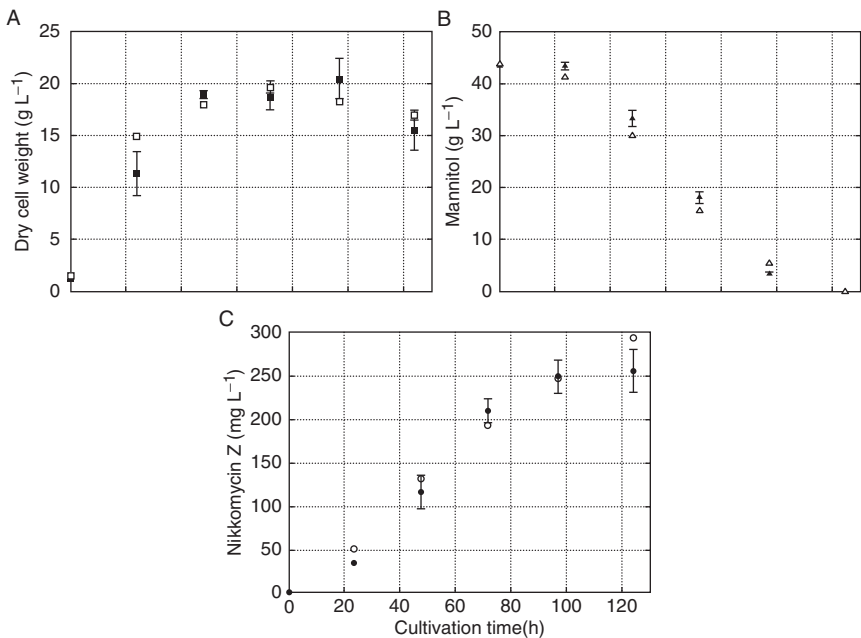 A
Dry cell weight (g L⁻¹)
25
20
15
10
5
0
B
Mannitol (g L⁻¹)
50
40
30
20
10
0
C
Nikkomycin Z (mg L⁻¹)
300
250
200
150
100
50
0
0 20 40 60 80 100 120
Cultivation time(h)